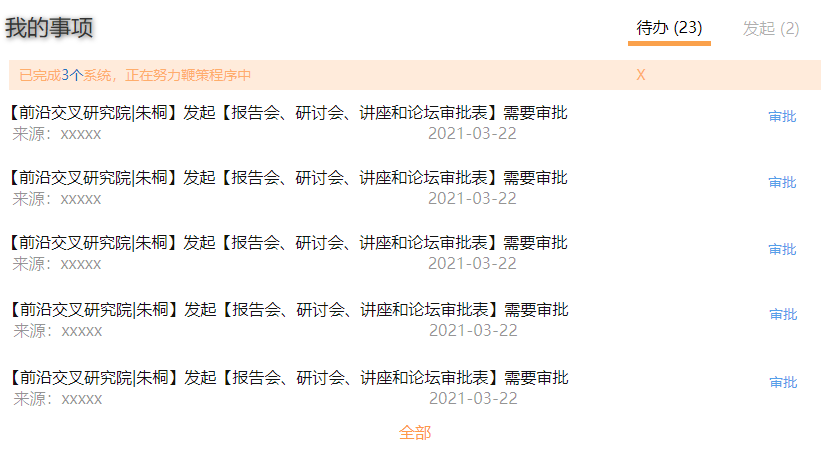 我的事项 待办 (23) 发起 (2)
已完成3个系统，正在努力鞭策程序中 X
【前沿交叉研究院|朱桐】发起【报告会、研讨会、讲座和论坛审批表】需要审批 审批
来源：xxxxx 2021-03-22
【前沿交叉研究院|朱桐】发起【报告会、研讨会、讲座和论坛审批表】需要审批 审批
来源：xxxxx 2021-03-22
【前沿交叉研究院|朱桐】发起【报告会、研讨会、讲座和论坛审批表】需要审批 审批
来源：xxxxx 2021-03-22
【前沿交叉研究院|朱桐】发起【报告会、研讨会、讲座和论坛审批表】需要审批 审批
来源：xxxxx 2021-03-22
【前沿交叉研究院|朱桐】发起【报告会、研讨会、讲座和论坛审批表】需要审批 审批
来源：xxxxx 2021-03-22
全部